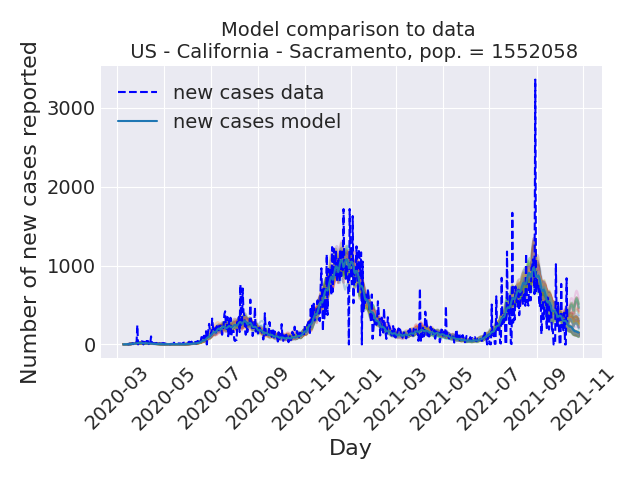 Model comparison to data
US - California - Sacramento, pop. = 1552058
new cases data
new cases model
Number of new cases reported
3000
2000
1000
0
2020-03
2020-05
2020-07
2020-09
2020-11
2021-01
2021-03
2021-05
2021-07
2021-09
2021-11
Day